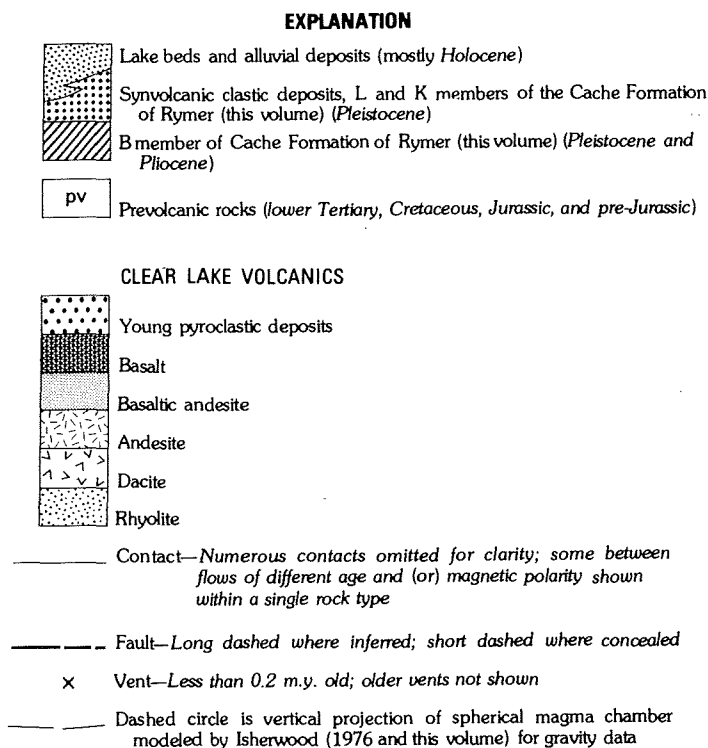 EXPLANATION
Lake beds and alluvial deposits (mostly Holocene)
Synvolcanic clastic deposits, L and K members of the Cache Formation
of Rymer (this volume) (Pleistocene)
B member of Cache Formation of Rymer (this volume) (Pleistocene and
Pliocene)
pv
Prevolcanic rocks (lower Tertiary, Cretaceous, Jurassic, and pre-Jurassic)
CLEAR LAKE VOLCANICS
Young pyroclastic deposits
Basalt
Basaltic andesite
Andesite
Dacite
Rhyolite
Contact—Numerous contacts omitted for clarity; some between
flows of different age and (or) magnetic polarity shown
within a single rock type
Fault—Long dashed where inferred; short dashed where concealed
Vent—Less than 0.2 m.y. old; older vents not shown
Dashed circle is vertical projection of spherical magma chamber
modeled by Isherwood (1976 and this volume) for gravity data